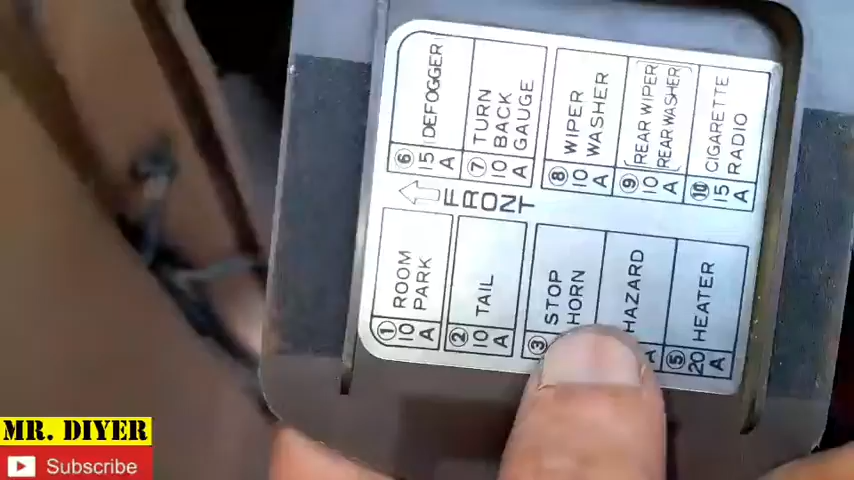 DEFOGGER
⑥ 15 A
TURN
BACK
GAUGE
⑦ 10 A
WIPER
WASHER
⑧ 10 A
[REAR WIPER
REAR WASHER]
⑨ 10 A
CIGARETTE
RADIO
⑩ 15 A
FRONT
ROOM
PARK
① 10 A
TAIL
② 10 A
STOP
HORN
③
HAZARD
A
HEATER
⑤ 20 A
MR. DIYER
Subscribe